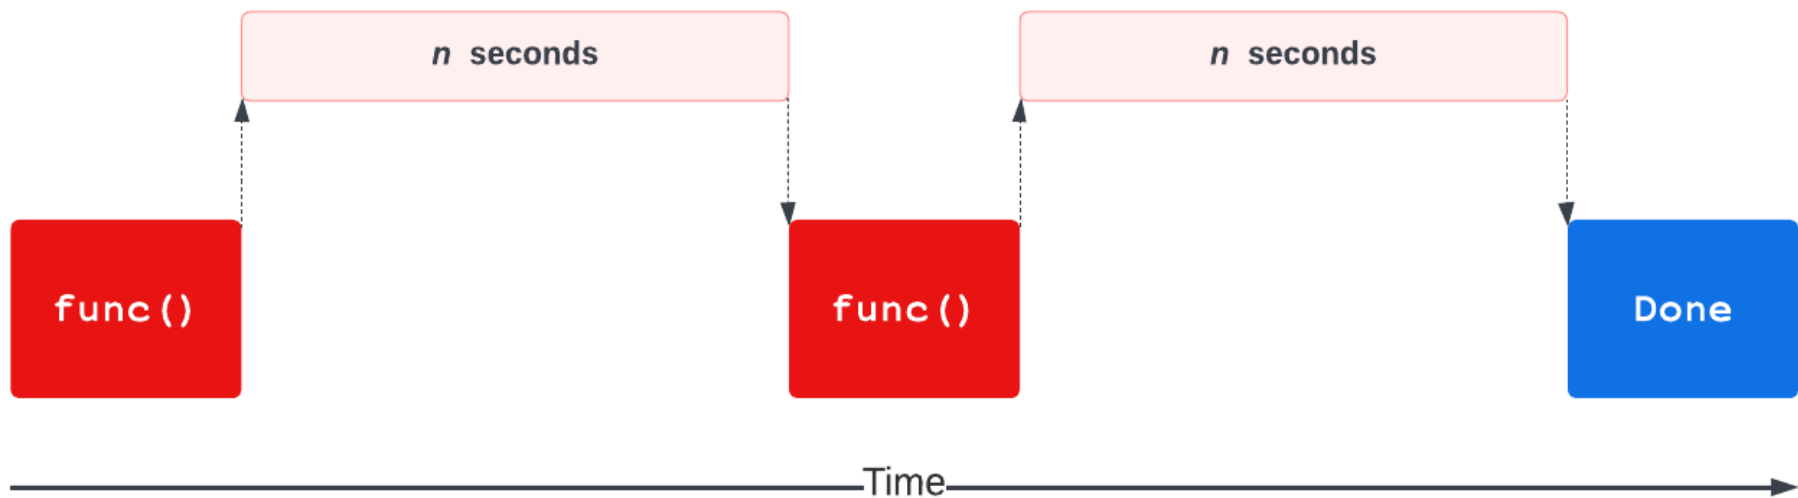 n seconds
n seconds
func()
func()
Done
Time